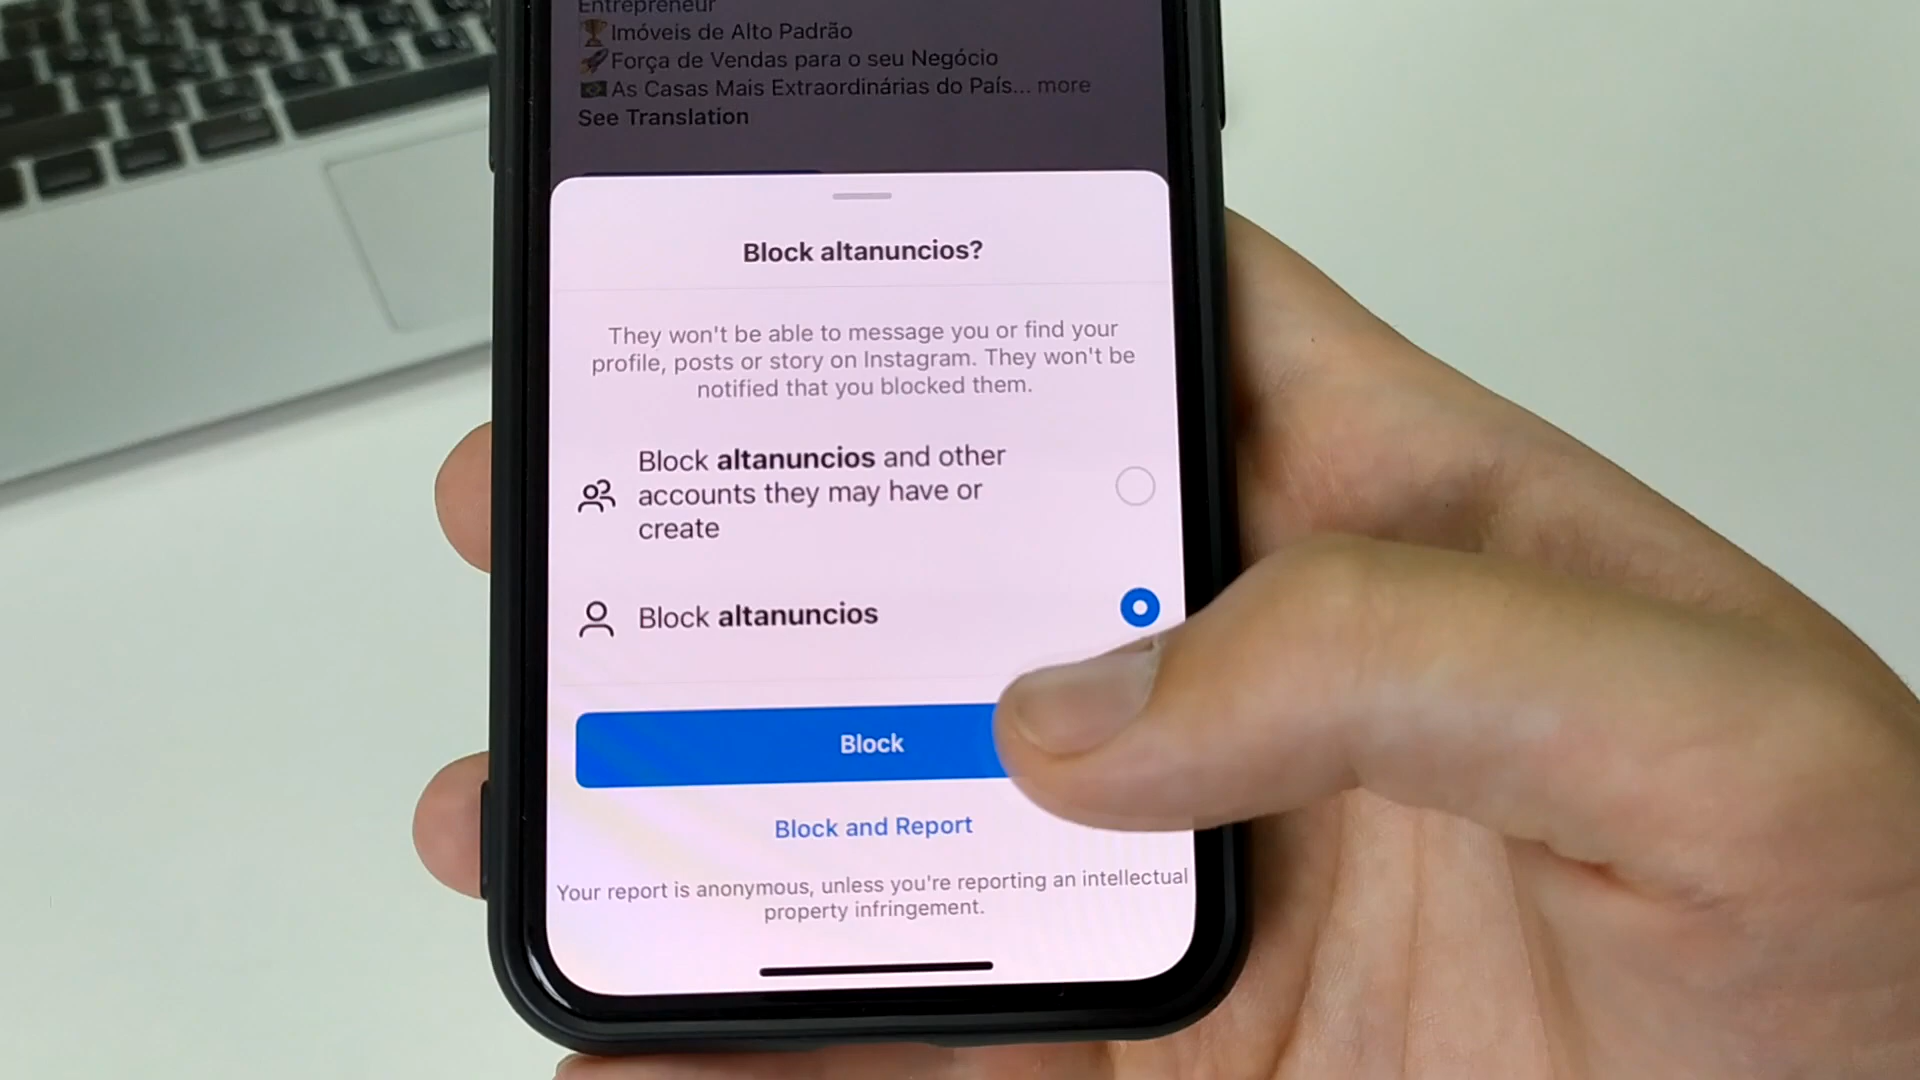 Entrepreneur
🏆Imóveis de Alto Padrão
🚀Força de Vendas para o seu Negócio
As Casas Mais Extraordinárias do País... more
See Translation
Block altanuncios?
They won't be able to message you or find your
profile, posts or story on Instagram. They won't be
notified that you blocked them.
Block altanuncios and other
accounts they may have or
create
Block altanuncios
Block
Block and Report
Your report is anonymous, unless you're reporting an intellectual
property infringement.